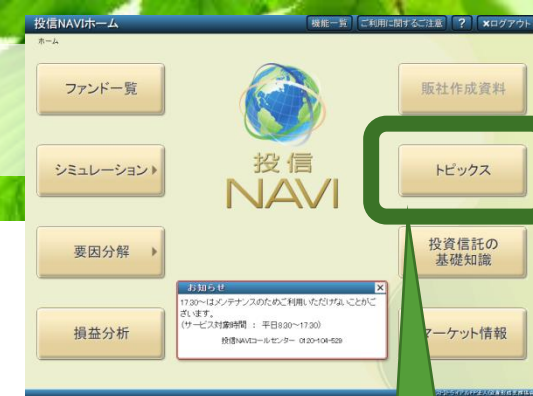 投信NAVIホーム
機能一覧 ご利用に関するご注意 ? ×ログアウト
ホーム
ファンド一覧
販社作成資料
シミュレーション
投信
NAVI
トピックス
要因分解
投資信託の
基礎知識
お知らせ
×
17:30～はメンテナンスのためご利用いただけないことがご
ざいます。
(サービス対象時間 : 平日8:30～17:30)
投信NAVIコールセンター 0120-104-529
損益分析
マーケット情報